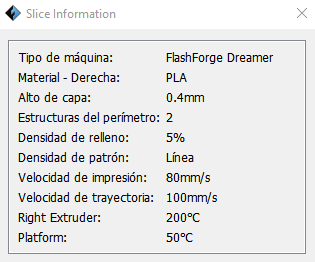 Slice Information
Tipo de máquina: FlashForge Dreamer
Material - Derecha: PLA
Alto de capa: 0.4mm
Estructuras del perímetro: 2
Densidad de relleno: 5%
Densidad de patrón: Línea
Velocidad de impresión: 80mm/s
Velocidad de trayectoria: 100mm/s
Right Extruder: 200°C
Platform: 50°C